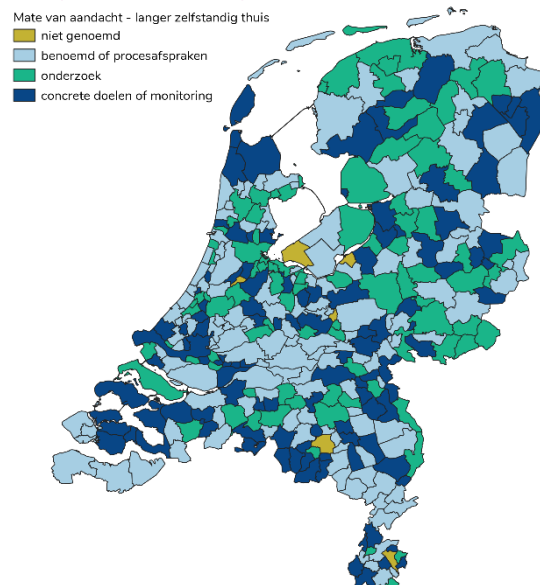 Mate van aandacht - langer zelfstandig thuis
niet genoemd
benoemd of procesafspraken
onderzoek
concrete doelen of monitoring